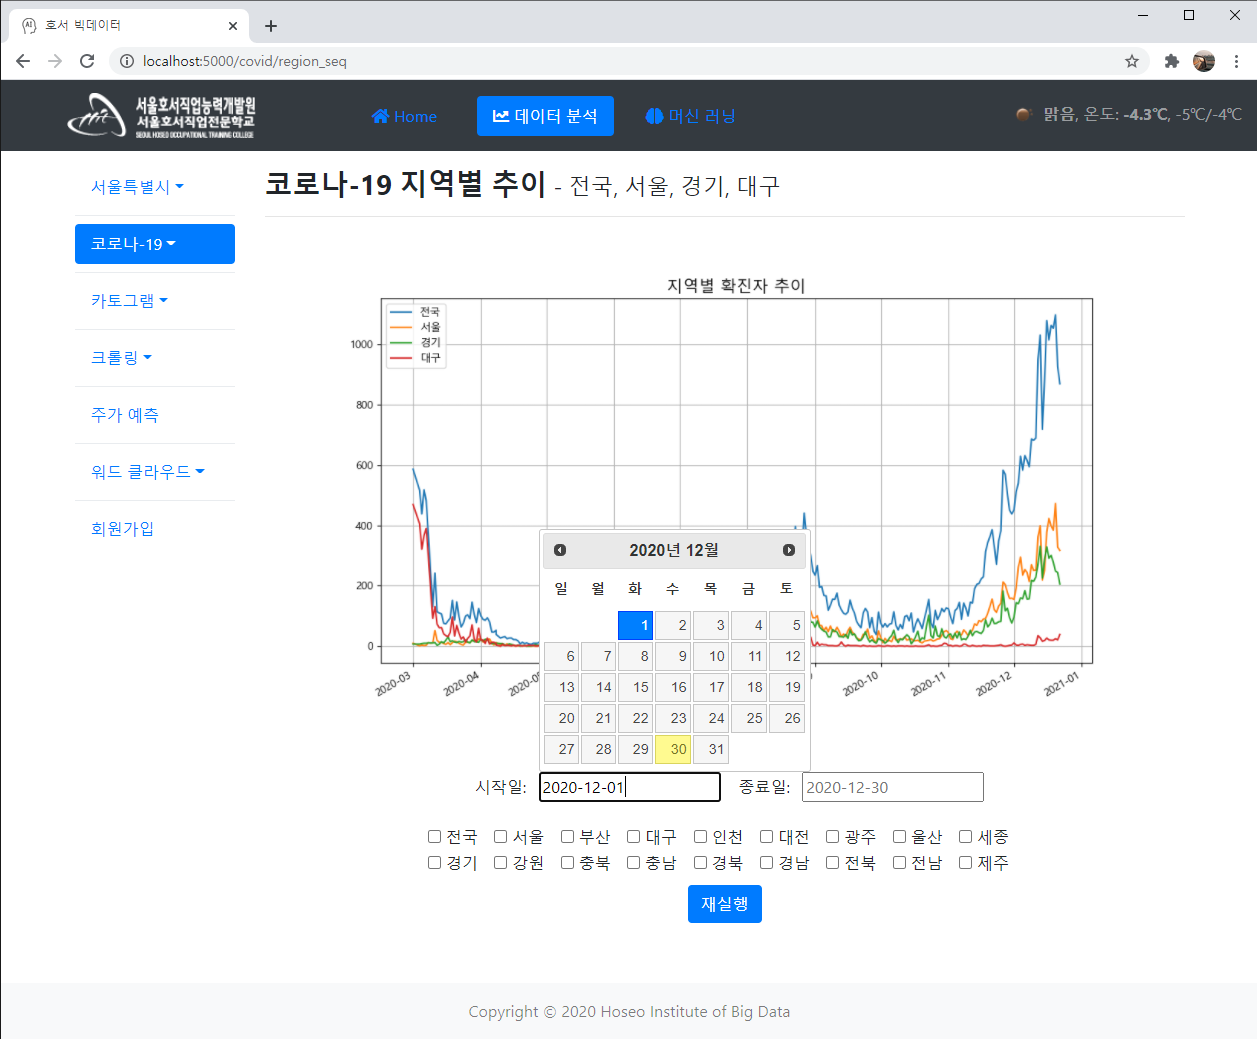 호서 빅데이터
localhost:5000/covid/region_seq
서울호서직업능력개발원
서울호서직업전문학교
SEOUL HOSEO OCCUPATIONAL TRAINING COLLEGE
Home
데이터 분석
머신 러닝
맑음, 온도: -4.3℃, -5℃/-4℃
서울특별시
코로나-19
카토그램
크롤링
주가 예측
워드 클라우드
회원가입
코로나-19 지역별 추이 - 전국, 서울, 경기, 대구
지역별 확진자 추이
전국
서울
경기
대구
1000
800
600
400
200
0
2020-03 2020-04 2020-10 2020-11 2020-12 2021-01
2020년 12월
일 월 화 수 목 금 토
1 2 3 4 5
6 7 8 9 10 11 12
13 14 15 16 17 18 19
20 21 22 23 24 25 26
27 28 29 30 31
시작일: 2020-12-01 종료일: 2020-12-30
전국 서울 부산 대구 인천 대전 광주 울산 세종
경기 강원 충북 충남 경북 경남 전북 전남 제주
재실행
Copyright © 2020 Hoseo Institute of Big Data